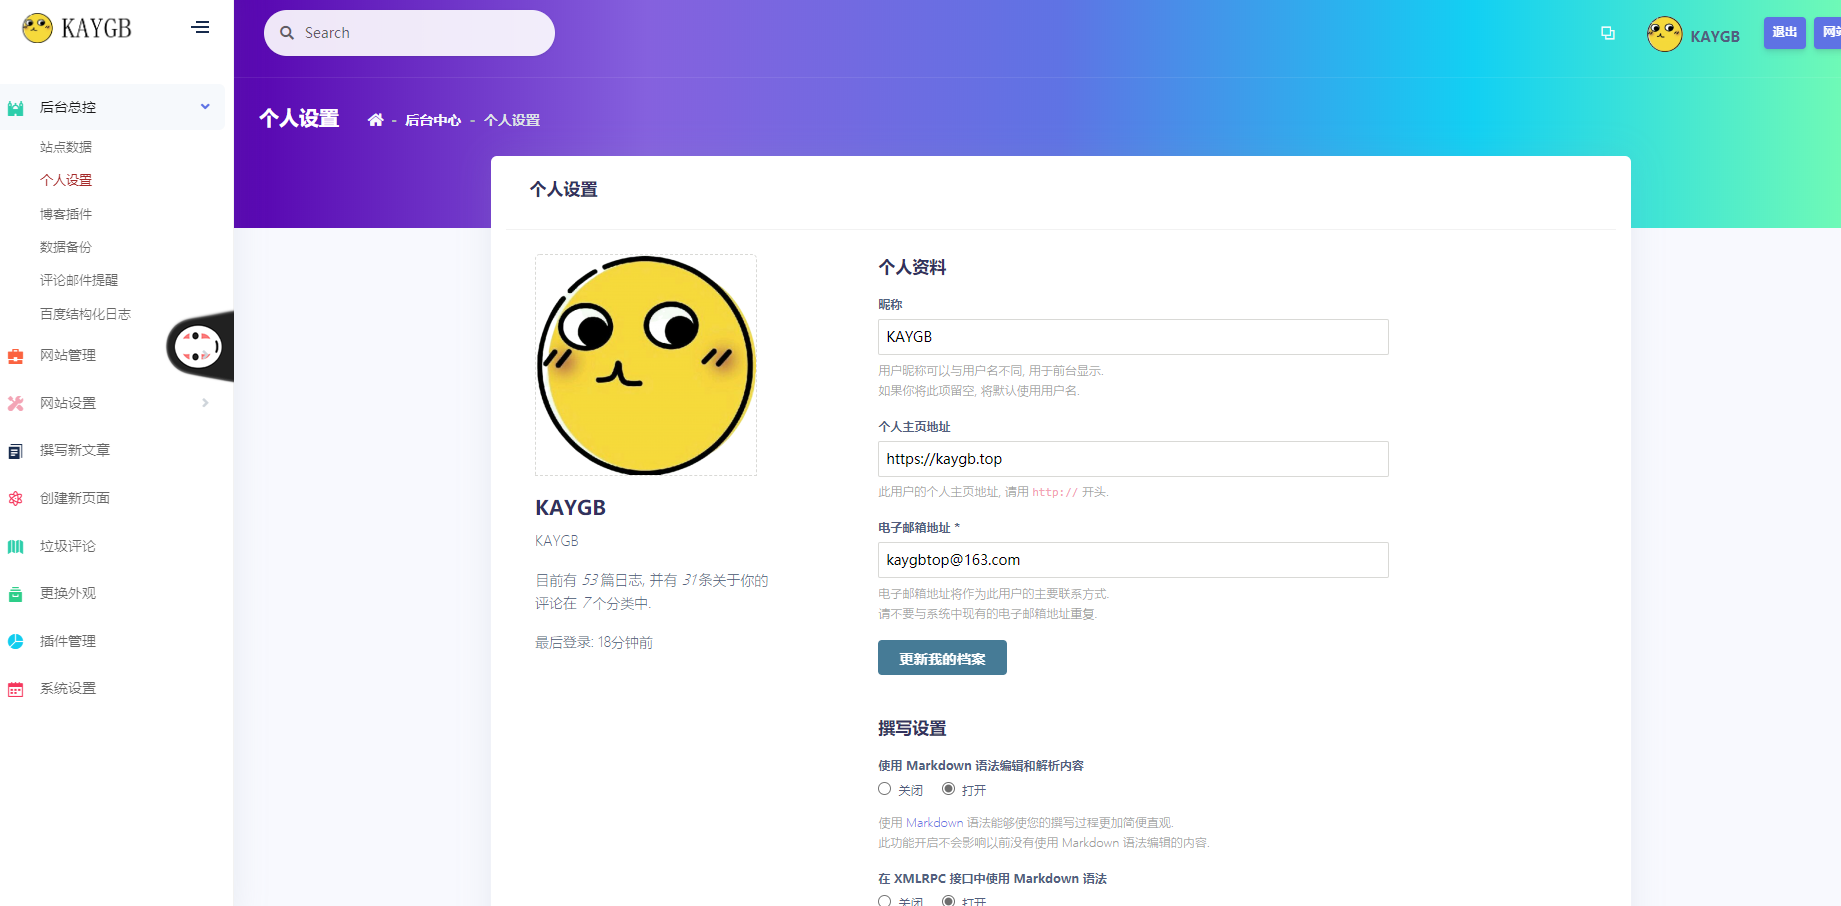 KAYGB
Search
KAYGB
退出
网站
后台总控
站点数据
个人设置
博客插件
数据备份
评论邮件提醒
百度结构化日志
网站管理
网站设置
撰写新文章
创建新页面
垃圾评论
更换外观
插件管理
系统设置
个人设置
- 后台中心 - 个人设置
个人设置
KAYGB
KAYGB
目前有 53 篇日志, 并有 31 条关于你的
评论在 7 个分类中.
最后登录: 18分钟前
个人资料
昵称
KAYGB
用户昵称可以与用户名不同, 用于前台显示.
如果你将此项留空, 将默认使用用户名.
个人主页地址
https://kaygb.top
此用户的个人主页地址, 请用 http:// 开头.
电子邮箱地址 *
kaygbtop@163.com
电子邮箱地址将作为此用户的主要联系方式.
请不要与系统中现有的电子邮箱地址重复.
更新我的档案
撰写设置
使用 Markdown 语法编辑和解析内容
关闭 打开
使用 Markdown 语法能够使您的撰写过程更加简便直观.
此功能开启不会影响以前没有使用 Markdown 语法编辑的内容.
在 XMLRPC 接口中使用 Markdown 语法
关闭 打开